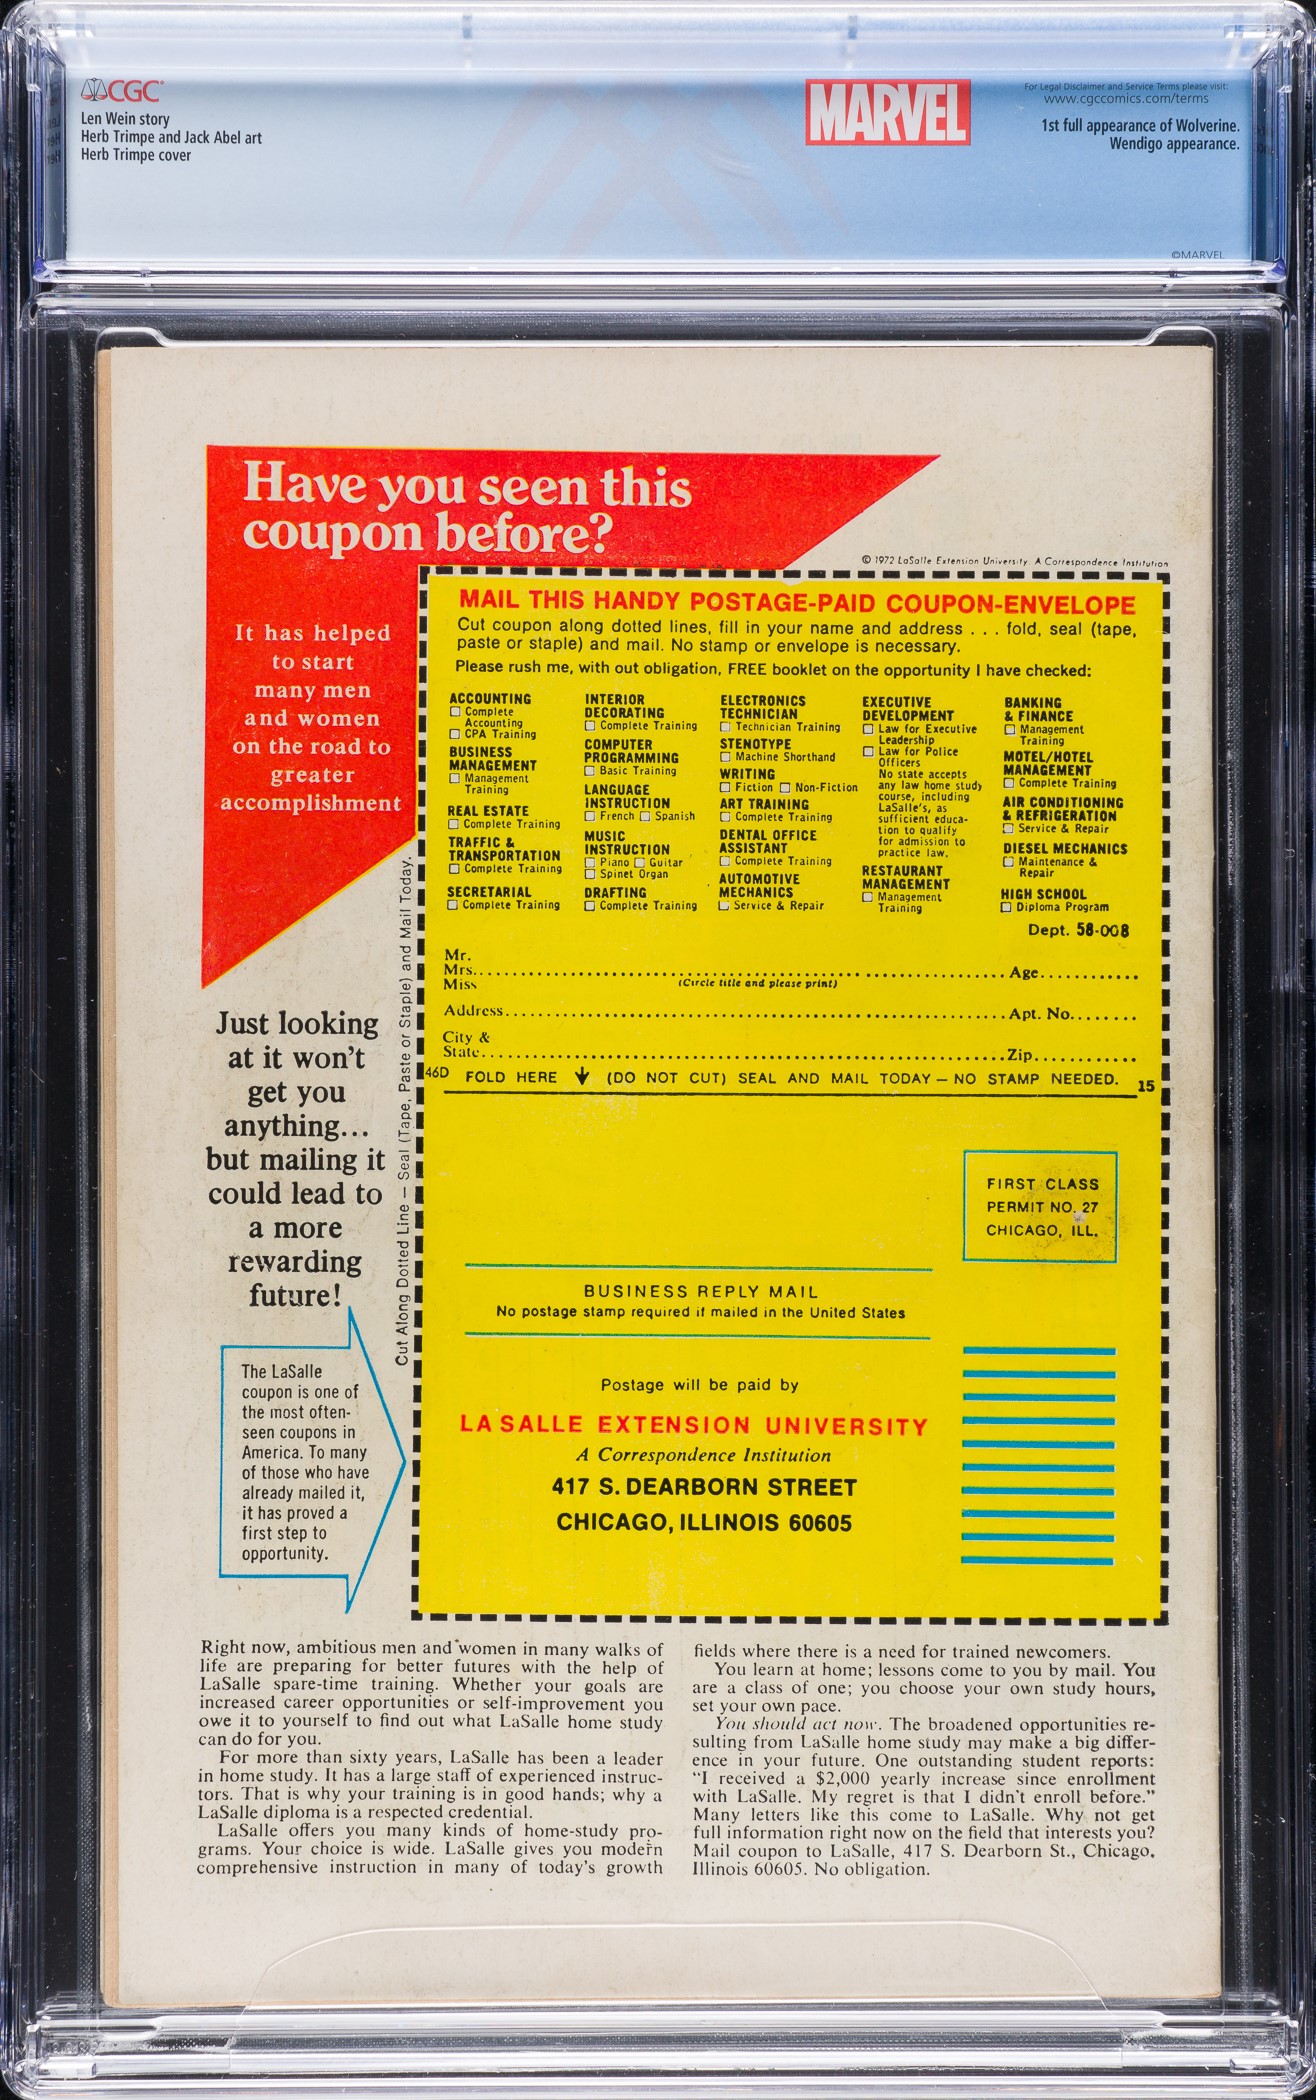 CGC
Len Wein story
Herb Trimpe and Jack Abel art
Herb Trimpe cover
MARVEL
For Legal Disclaimer and Service Terms please visit:
www.cgccomics.com/terms
1st full appearance of Wolverine.
Wendigo appearance.
©MARVEL
Have you seen this
coupon before?
It has helped
to start
many men
and women
on the road to
greater
accomplishment
Just looking
at it won't
get you
anything...
but mailing it
could lead to
a more
rewarding
future!
The LaSalle
coupon is one of
the most often-
seen coupons in
America. To many
of those who have
already mailed it,
it has proved a
first step to
opportunity.
Cut Along Dotted Line — Seal (Tape, Paste or Staple) and Mail Today.
© 1972 LaSalle Extension University. A Correspondence Institution
MAIL THIS HANDY POSTAGE-PAID COUPON-ENVELOPE
Cut coupon along dotted lines, fill in your name and address . . . fold, seal (tape,
paste or staple) and mail. No stamp or envelope is necessary.
Please rush me, with out obligation, FREE booklet on the opportunity I have checked:
ACCOUNTING
☐ Complete
Accounting
☐ CPA Training
BUSINESS
MANAGEMENT
☐ Management
Training
REAL ESTATE
☐ Complete Training
TRAFFIC &
TRANSPORTATION
☐ Complete Training
SECRETARIAL
☐ Complete Training
INTERIOR
DECORATING
☐ Complete Training
COMPUTER
PROGRAMMING
☐ Basic Training
LANGUAGE
INSTRUCTION
☐ French ☐ Spanish
MUSIC
INSTRUCTION
☐ Piano ☐ Guitar
☐ Spinet Organ
DRAFTING
☐ Complete Training
ELECTRONICS
TECHNICIAN
☐ Technician Training
STENOTYPE
☐ Machine Shorthand
WRITING
☐ Fiction ☐ Non-Fiction
ART TRAINING
☐ Complete Training
DENTAL OFFICE
ASSISTANT
☐ Complete Training
AUTOMOTIVE
MECHANICS
☐ Service & Repair
EXECUTIVE
DEVELOPMENT
☐ Law for Executive
Leadership
☐ Law for Police
Officers
No state accepts
any law home study
course, including
LaSalle's, as
sufficient educa-
tion to qualify
for admission to
practice law.
RESTAURANT
MANAGEMENT
☐ Management
Training
BANKING
& FINANCE
☐ Management
Training
MOTEL/HOTEL
MANAGEMENT
☐ Complete Training
AIR CONDITIONING
& REFRIGERATION
☐ Service & Repair
DIESEL MECHANICS
☐ Maintenance &
Repair
HIGH SCHOOL
☐ Diploma Program
Dept. 58-008
Mr.
Mrs.......... Age..........
Miss (Circle title and please print)
Address.......... Apt. No........
City &
State.......... Zip..........
46D FOLD HERE ↓ (DO NOT CUT) SEAL AND MAIL TODAY — NO STAMP NEEDED. 15
FIRST CLASS
PERMIT NO. 27
CHICAGO, ILL.
BUSINESS REPLY MAIL
No postage stamp required if mailed in the United States
Postage will be paid by
LA SALLE EXTENSION UNIVERSITY
A Correspondence Institution
417 S. DEARBORN STREET
CHICAGO, ILLINOIS 60605
Right now, ambitious men and women in many walks of
life are preparing for better futures with the help of
LaSalle spare-time training. Whether your goals are
increased career opportunities or self-improvement you
owe it to yourself to find out what LaSalle home study
can do for you.
For more than sixty years, LaSalle has been a leader
in home study. It has a large staff of experienced instruc-
tors. That is why your training is in good hands; why a
LaSalle diploma is a respected credential.
LaSalle offers you many kinds of home-study pro-
grams. Your choice is wide. LaSalle gives you modern
comprehensive instruction in many of today's growth
fields where there is a need for trained newcomers.
You learn at home; lessons come to you by mail. You
are a class of one; you choose your own study hours,
set your own pace.
You should act now. The broadened opportunities re-
sulting from LaSalle home study may make a big differ-
ence in your future. One outstanding student reports:
“I received a $2,000 yearly increase since enrollment
with LaSalle. My regret is that I didn't enroll before.”
Many letters like this come to LaSalle. Why not get
full information right now on the field that interests you?
Mail coupon to LaSalle, 417 S. Dearborn St., Chicago,
Illinois 60605. No obligation.